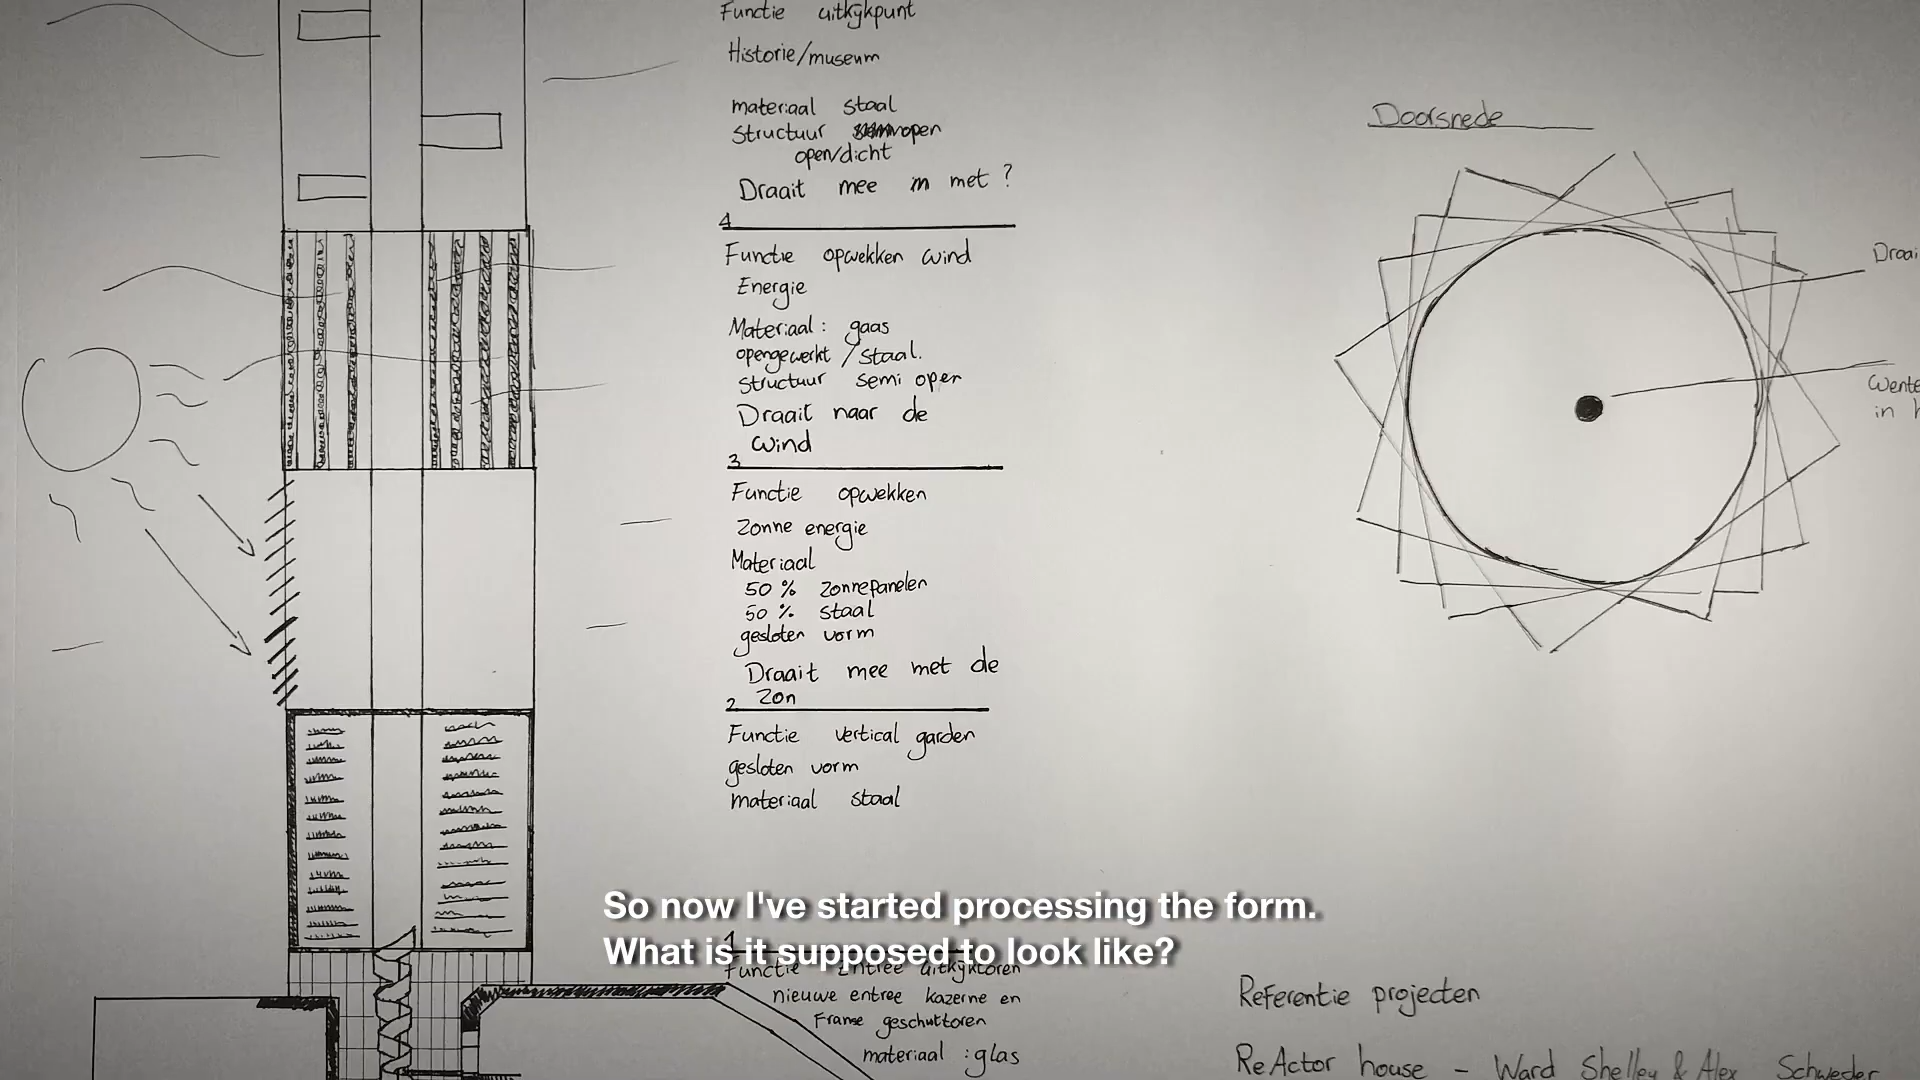 Functie uitkijkpunt
Historie/museum
materiaal staal
structuur open
open/dicht
Draait mee met ?
4
Functie opwekken wind
Energie
Materiaal: gaas
opengewerkt / staal.
structuur semi open
Draait naar de
wind
3
Functie opwekken
Zonne energie
Materiaal
50 % zonnepanelen
50 % staal
gesloten vorm
Draait mee met de
zon
2
Functie vertical garden
gesloten vorm
materiaal staal
1
Functie Entree uitkijktoren
nieuwe entree kazerne en
Franse geschuttoren
materiaal : glas
Doorsnede
Draai
Wente
in h
Referentie projecten
ReActor house - Ward Shelley & Alex Schweder
So now I've started processing the form.
What is it supposed to look like?